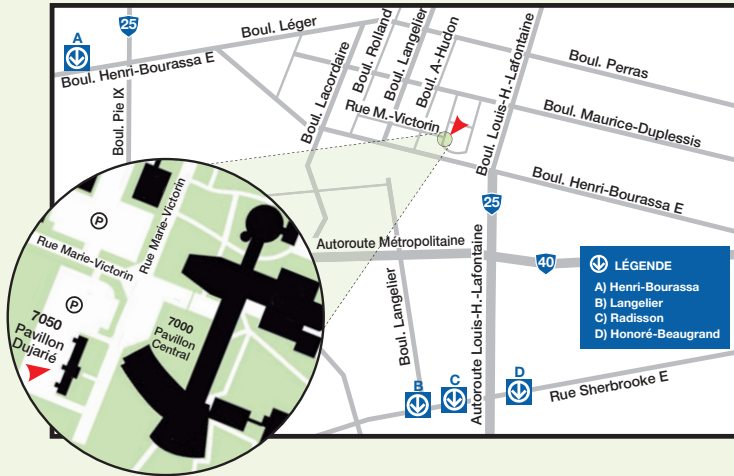 25
A
Boul. Léger
Boul. Henri-Bourassa E
Boul. Pie IX
Boul. Lacordaire
Boul. Rolland
Boul. Langelier
Boul. A-Hudon
Rue M.-Victorin
Boul. Louis-H.-Lafontaine
Boul. Perras
Boul. Maurice-Duplessis
Boul. Henri-Bourassa E
25
Autoroute Métropolitaine
40
Boul. Langelier
Autoroute Louis-H.-Lafontaine
Rue Sherbrooke E
B
C
D
LÉGENDE
A) Henri-Bourassa
B) Langelier
C) Radisson
D) Honoré-Beaugrand
P
Rue Marie-Victorin
Rue Marie-Victorin
P
7050
Pavillon
Dujarié
7000
Pavillon
Central